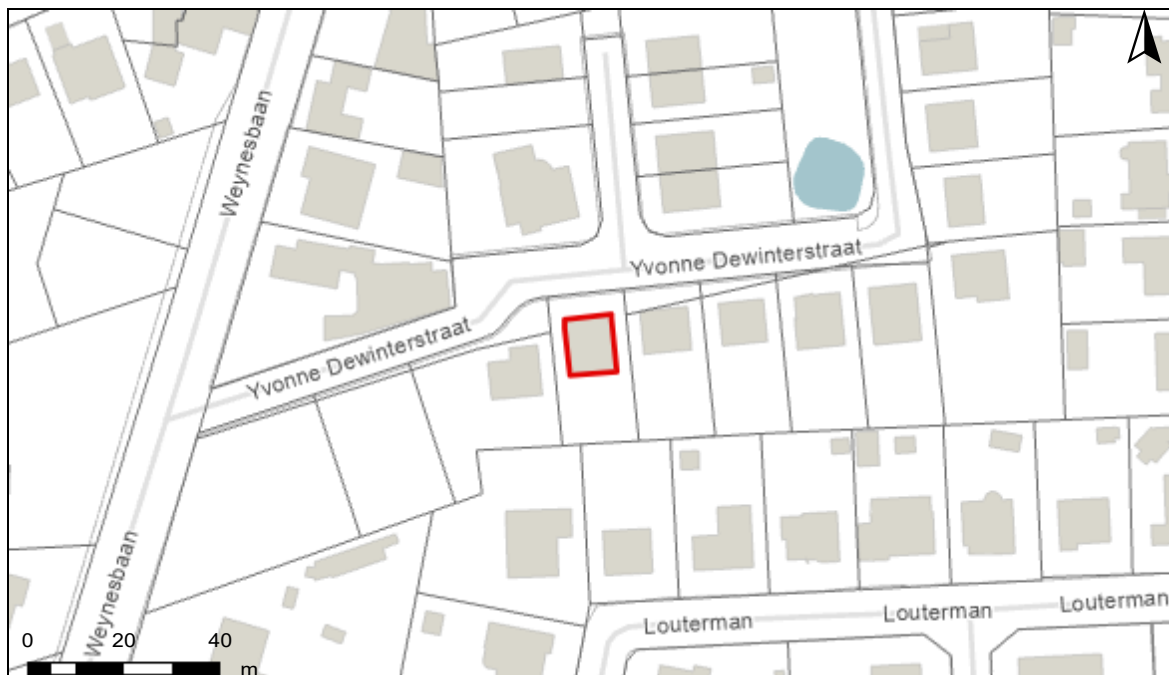 Weynesbaan
Yvonne Dewinterstraat
Yvonne Dewinterstraat
Weynesbaan
Louterman
Louterman
Louterman
0 20 40
m